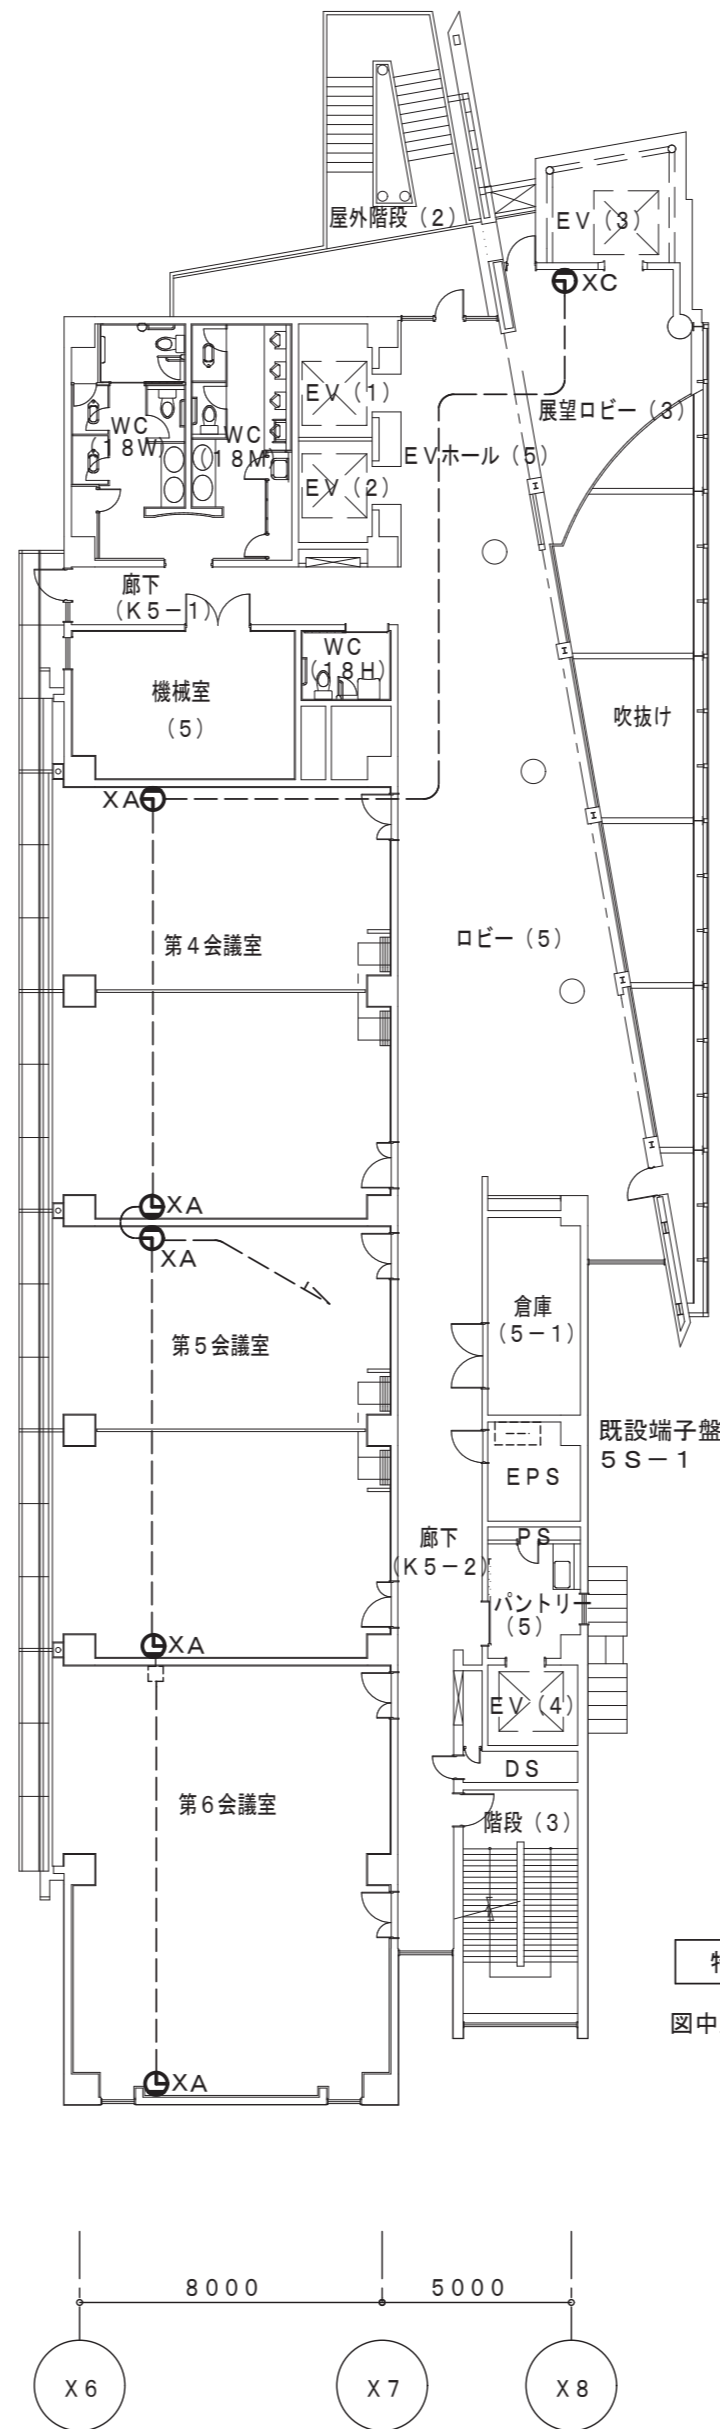 屋外階段（２）
ＥＶ（３）
ＸＣ
ＥＶ（１）
展望ロビー（３）
ＷＣ
（１８Ｗ）
ＷＣ
１８Ｍ）
ＥＶホール（５）
ＥＶ（２）
廊下
（Ｋ５－１）
ＷＣ
（１８Ｈ）
機械室
（５）
吹抜け
ＸＡ
第４会議室
ロビー（５）
ＸＡ
ＸＡ
倉庫
（５－１）
第５会議室
既設端子盤
５Ｓ－１
ＥＰＳ
ＰＳ
廊下
（Ｋ５－２）
パントリー
（５）
ＸＡ
ＥＶ（４）
ＤＳ
第６会議室
階段（３）
図中
ＸＡ
８０００
５０００
Ｘ６
Ｘ７
Ｘ８